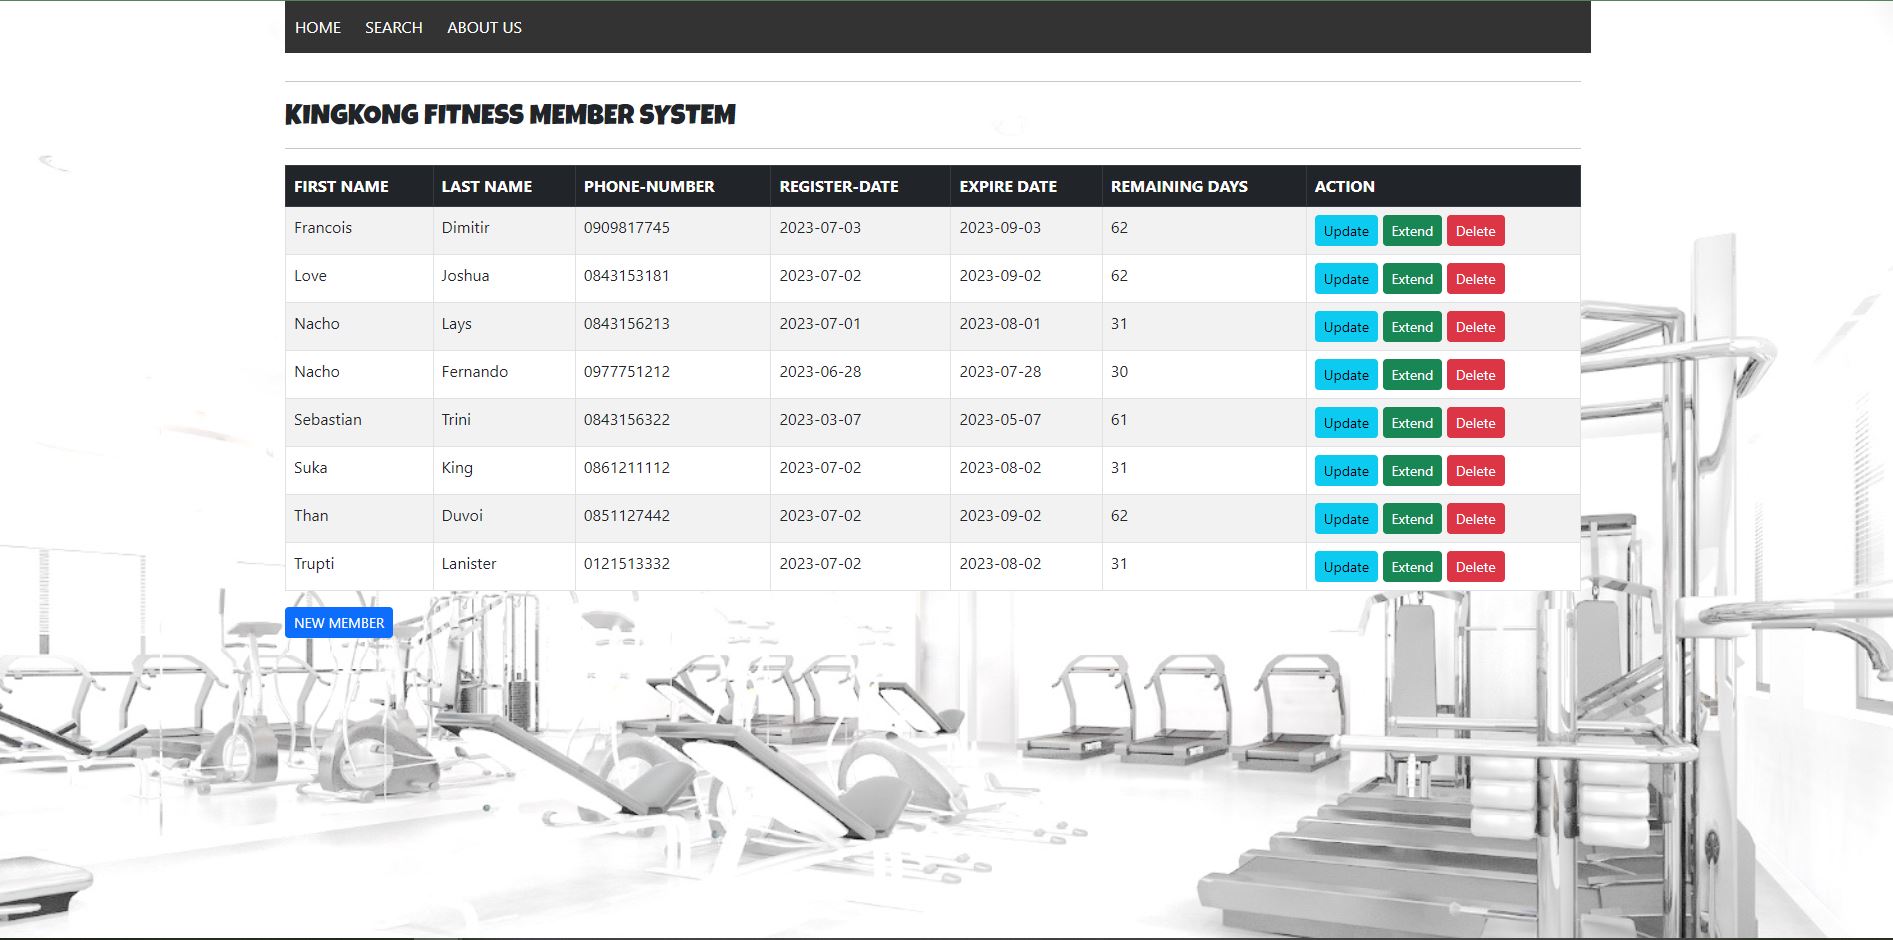 HOME SEARCH ABOUT US
KINGKONG FITNESS MEMBER SYSTEM
FIRST NAME LAST NAME PHONE-NUMBER REGISTER-DATE EXPIRE DATE REMAINING DAYS ACTION
Francois Dimitir 0909817745 2023-07-03 2023-09-03 62 Update Extend Delete
Love Joshua 0843153181 2023-07-02 2023-09-02 62 Update Extend Delete
Nacho Lays 0843156213 2023-07-01 2023-08-01 31 Update Extend Delete
Nacho Fernando 0977751212 2023-06-28 2023-07-28 30 Update Extend Delete
Sebastian Trini 0843156322 2023-03-07 2023-05-07 61 Update Extend Delete
Suka King 0861211112 2023-07-02 2023-08-02 31 Update Extend Delete
Than Duvoi 0851127442 2023-07-02 2023-09-02 62 Update Extend Delete
Trupti Lanister 0121513332 2023-07-02 2023-08-02 31 Update Extend Delete
NEW MEMBER